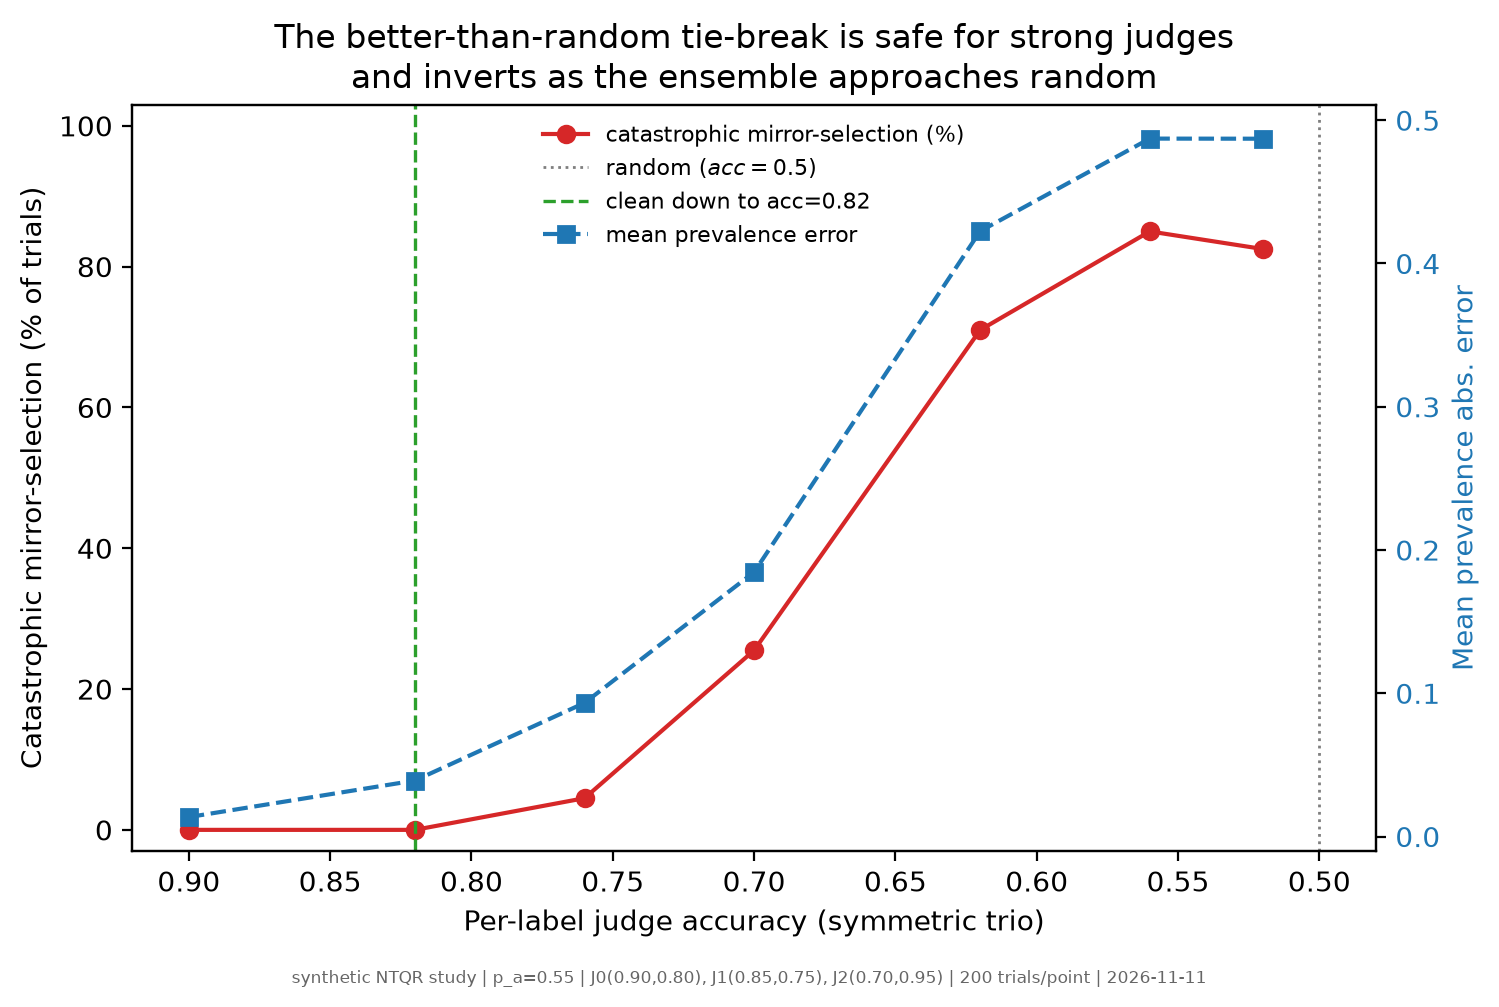 The better-than-random tie-break is safe for strong judges
and inverts as the ensemble approaches random
catastrophic mirror-selection (%)
random (acc = 0.5)
clean down to acc=0.82
mean prevalence error
Catastrophic mirror-selection (% of trials)
100
80
60
40
20
0
0.5
0.4
0.3
0.2
0.1
0.0
Mean prevalence abs. error
0.90 0.85 0.80 0.75 0.70 0.65 0.60 0.55 0.50
Per-label judge accuracy (symmetric trio)
synthetic NTQR study | p_a=0.55 | J0(0.90,0.80), J1(0.85,0.75), J2(0.70,0.95) | 200 trials/point | 2026-11-11